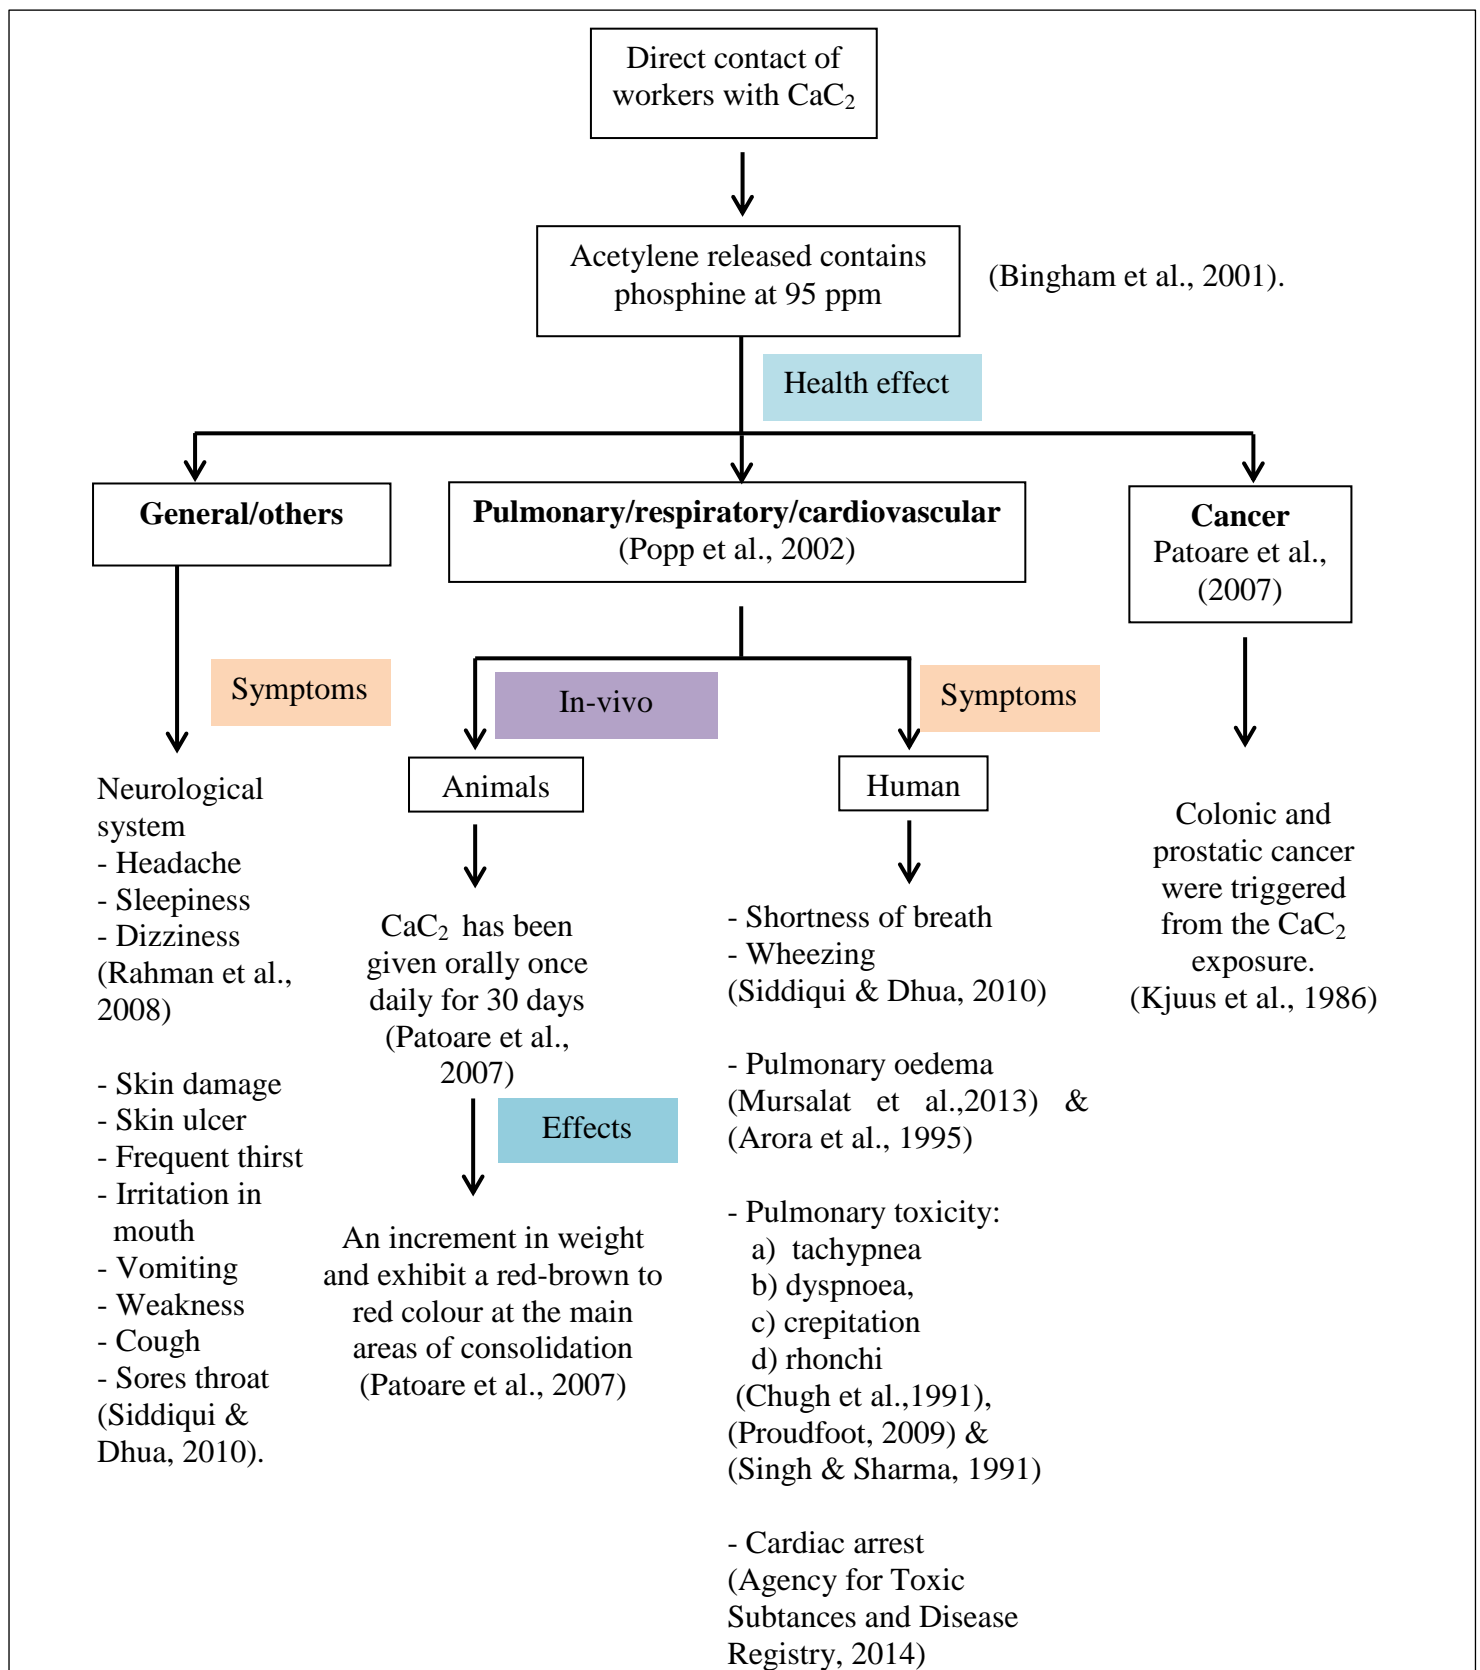 Direct contact of
workers with CaC₂
Acetylene released contains
phosphine at 95 ppm
(Bingham et al., 2001).
Health effect
General/others
Pulmonary/respiratory/cardiovascular
(Popp et al., 2002)
Cancer
Patoare et al.,
(2007)
Symptoms
In-vivo
Symptoms
Neurological
system
- Headache
- Sleepiness
- Dizziness
(Rahman et al.,
2008)
- Skin damage
- Skin ulcer
- Frequent thirst
- Irritation in
mouth
- Vomiting
- Weakness
- Cough
- Sores throat
(Siddiqui &
Dhua, 2010).
Animals
CaC₂ has been
given orally once
daily for 30 days
(Patoare et al.,
2007)
Effects
An increment in weight
and exhibit a red-brown to
red colour at the main
areas of consolidation
(Patoare et al., 2007)
Human
- Shortness of breath
- Wheezing
(Siddiqui & Dhua, 2010)
- Pulmonary oedema
(Mursalat et al.,2013) &
(Arora et al., 1995)
- Pulmonary toxicity:
a) tachypnea
b) dyspnoea,
c) crepitation
d) rhonchi
(Chugh et al.,1991),
(Proudfoot, 2009) &
(Singh & Sharma, 1991)
- Cardiac arrest
(Agency for Toxic
Subtances and Disease
Registry, 2014)
Colonic and
prostatic cancer
were triggered
from the CaC₂
exposure.
(Kjuus et al., 1986)